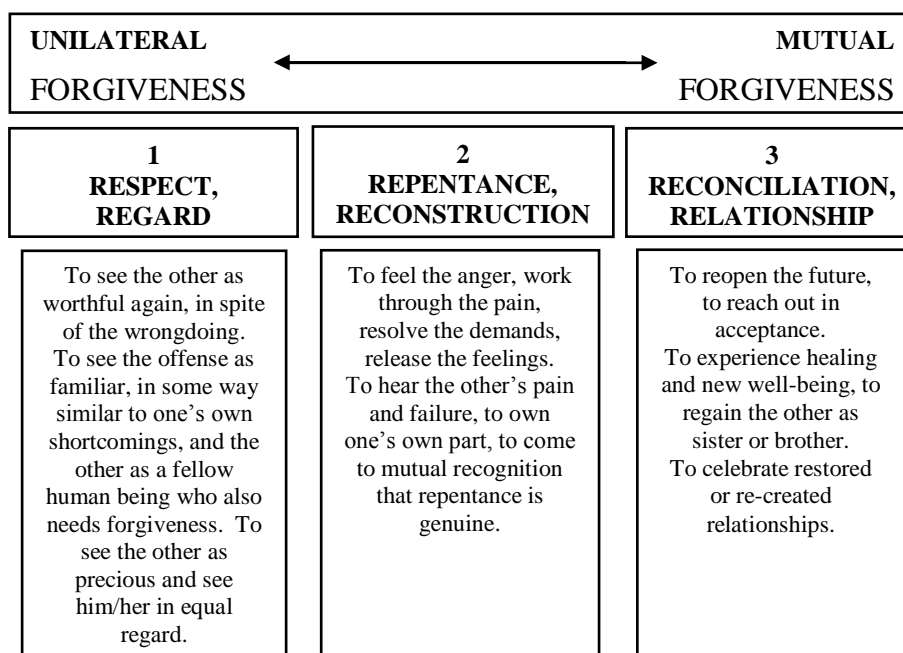 UNILATERAL
FORGIVENESS
MUTUAL
FORGIVENESS
1
RESPECT,
REGARD
2
REPENTANCE,
RECONSTRUCTION
3
RECONCILIATION,
RELATIONSHIP
To see the other as
worthful again, in spite
of the wrongdoing.
To see the offense as
familiar, in some way
similar to one’s own
shortcomings, and the
other as a fellow
human being who also
needs forgiveness.  To
see the other as
precious and see
him/her in equal
regard.
To feel the anger, work
through the pain,
resolve the demands,
release the feelings.
To hear the other’s pain
and failure, to own
one’s own part, to come
to mutual recognition
that repentance is
genuine.
To reopen the future,
to reach out in
acceptance.
To experience healing
and new well-being, to
regain the other as
sister or brother.
To celebrate restored
or re-created
relationships.